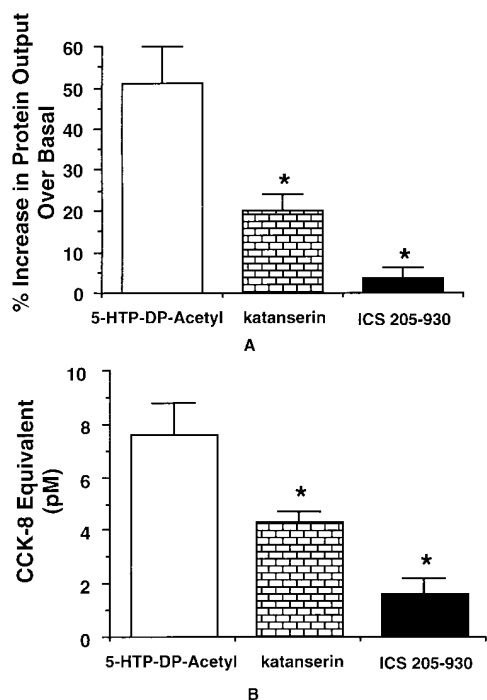 % Increase in Protein Output
Over Basal
60
50
40
30
20
10
0
*
*
5-HTP-DP-Acetyl katanserin ICS 205-930
A
CCK-8 Equivalent
(pM)
10
8
6
4
2
0
*
*
5-HTP-DP-Acetyl katanserin ICS 205-930
B